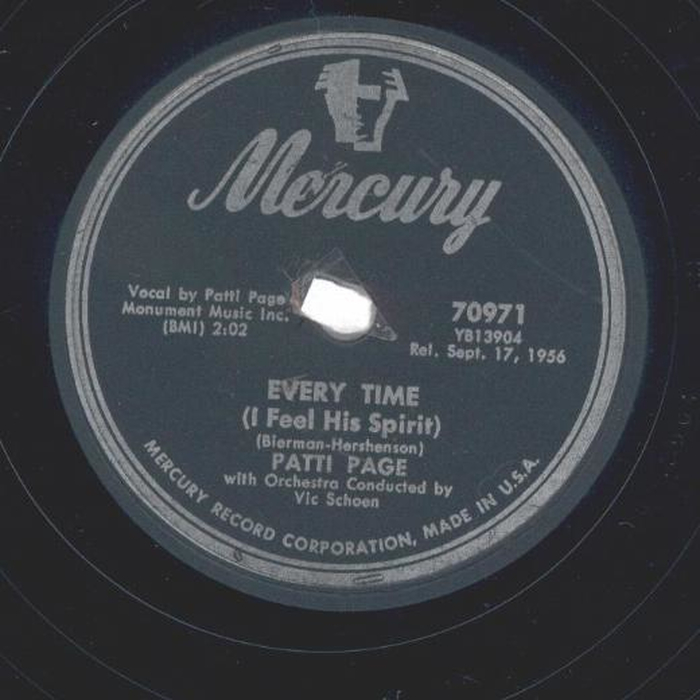 Mercury
Vocal by Patti Page
Monument Music Inc.
(BMI) 2:02
70971
YB13904
Rel. Sept. 17, 1956
EVERY TIME
(I Feel His Spirit)
(Bierman-Hershenson)
PATTI PAGE
with Orchestra Conducted by
Vic Schoen
MERCURY RECORD CORPORATION, MADE IN U.S.A.